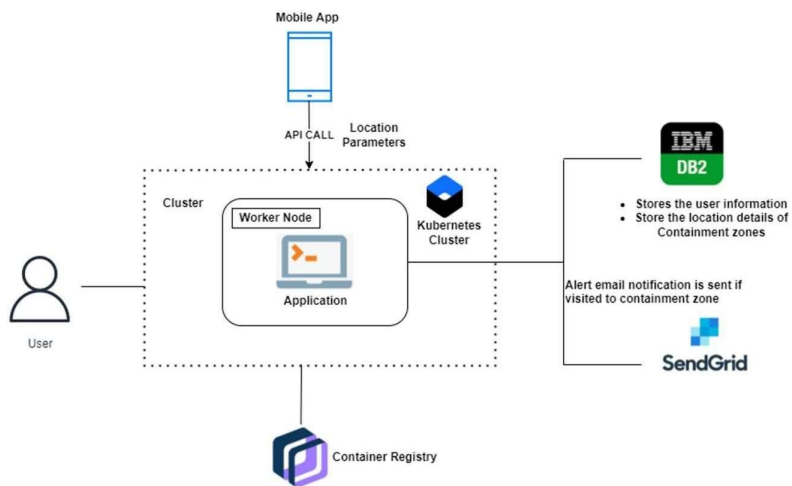 Mobile App
API CALL
Location
Parameters
Cluster
Worker Node
Application
Kubernetes
Cluster
User
IBM
DB2
• Stores the user information
• Store the location details of
Containment zones
Alert email notification is sent if
visited to containment zone
SendGrid
Container Registry